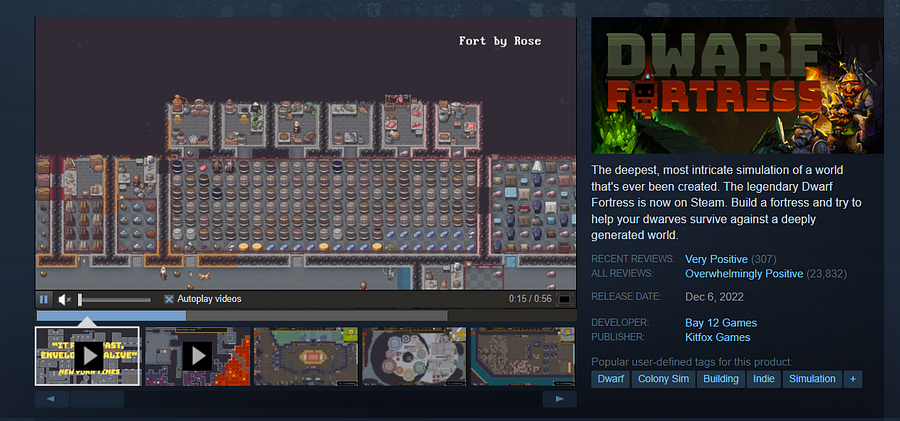 Fort by Rose
DWARF
FORTRESS
The deepest, most intricate simulation of a world
that's ever been created. The legendary Dwarf
Fortress is now on Steam. Build a fortress and try to
help your dwarves survive against a deeply
generated world.
RECENT REVIEWS: Very Positive (307)
ALL REVIEWS: Overwhelmingly Positive (23,832)
RELEASE DATE: Dec 6, 2022
DEVELOPER: Bay 12 Games
PUBLISHER: Kitfox Games
Popular user-defined tags for this product:
Dwarf Colony Sim Building Indie Simulation +
Autoplay videos 0:15 / 0:56
"IT
AST,
ENVELO
ALIVE"
NEW YORK TIMES